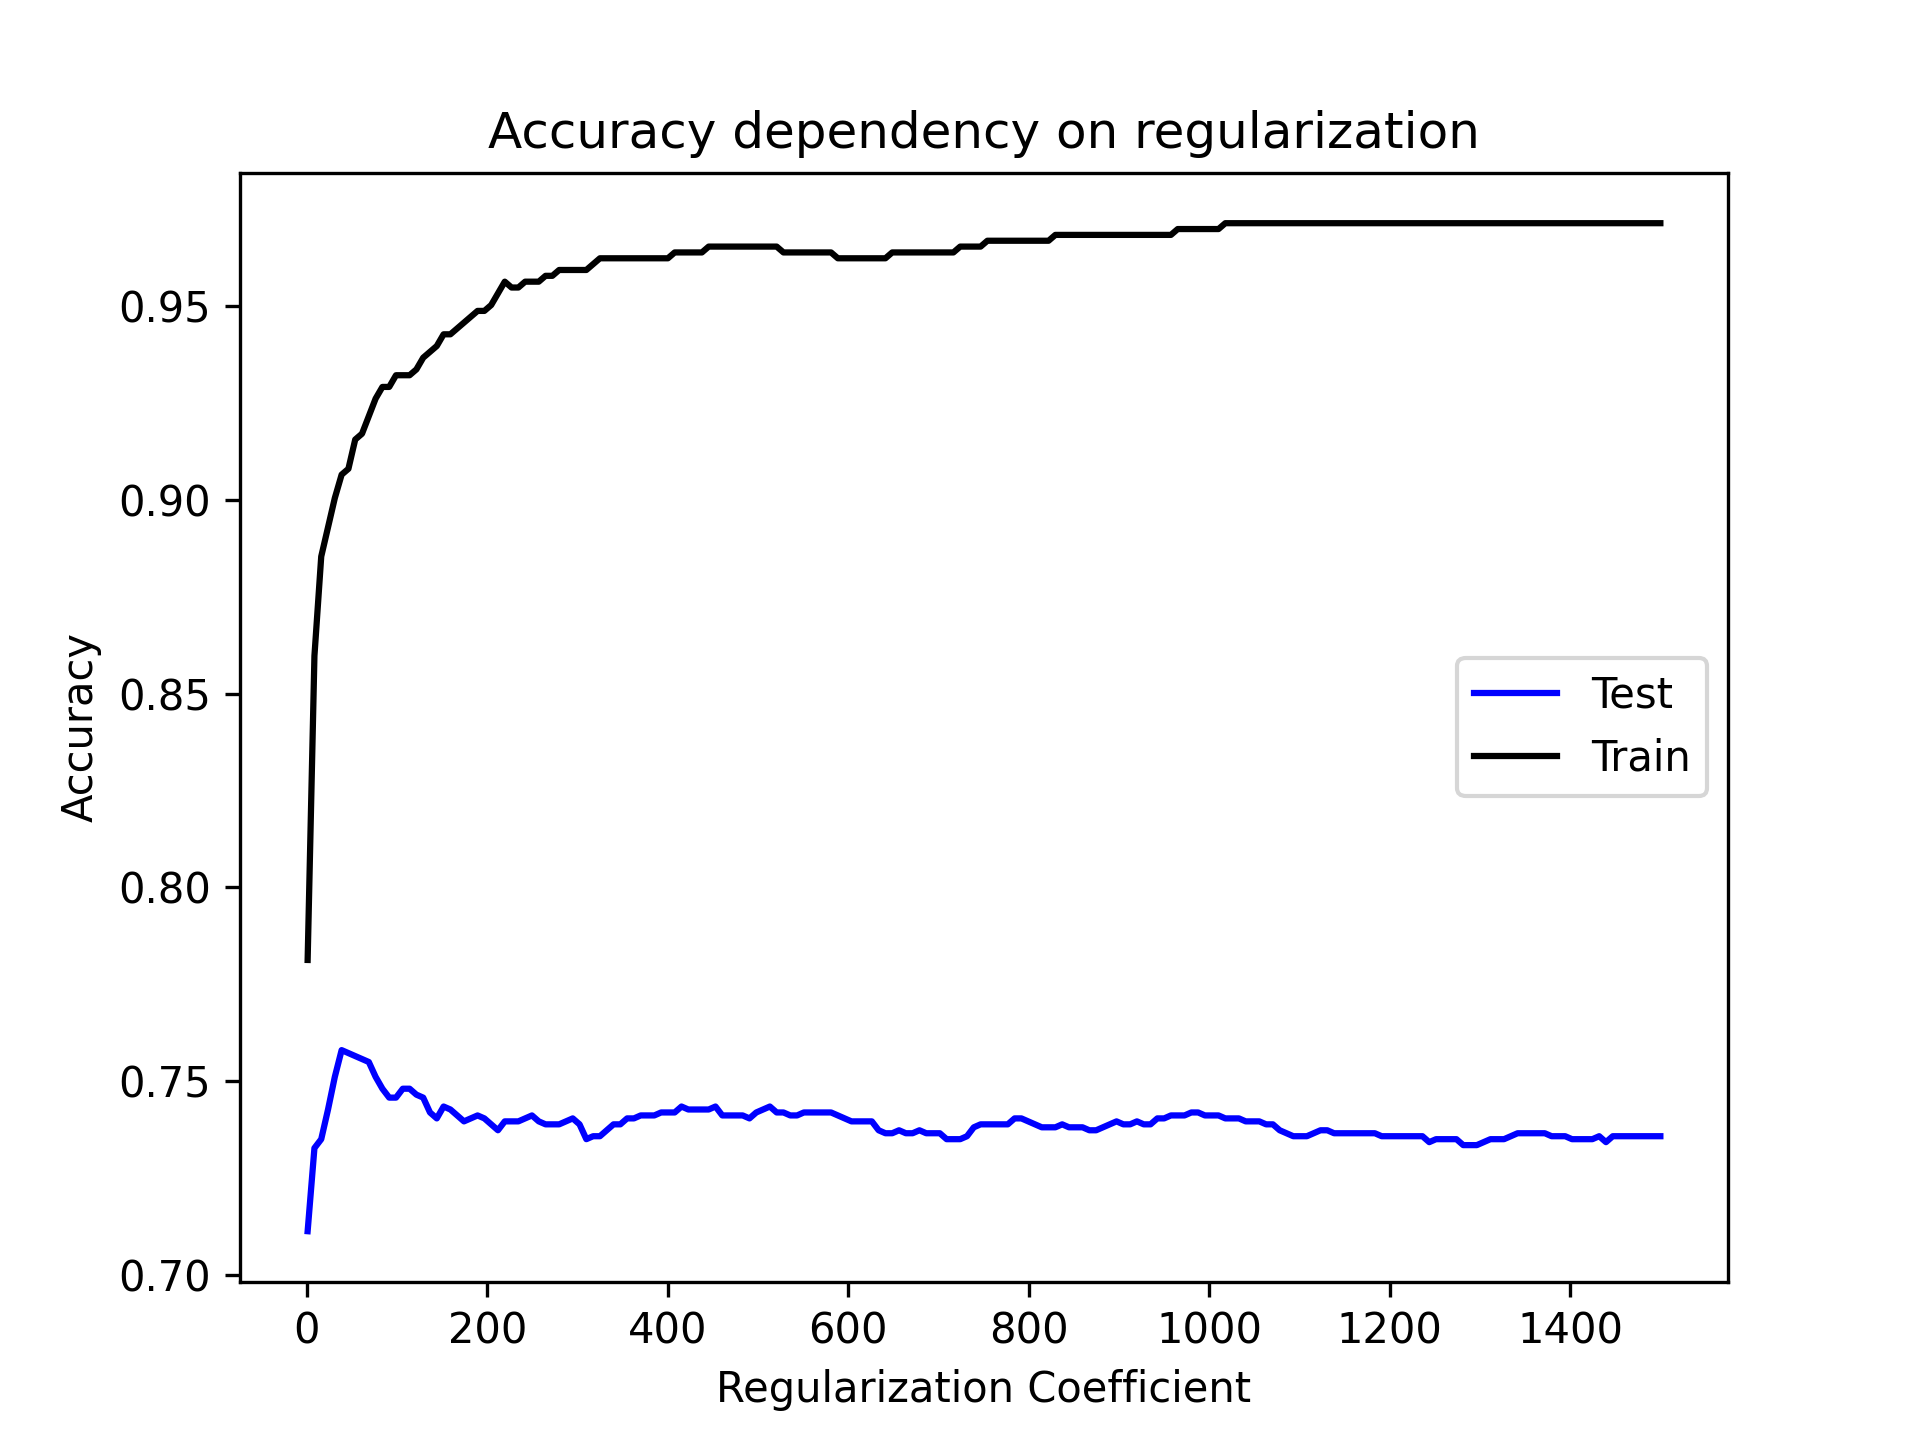 Accuracy dependency on regularization
Accuracy
0.95
0.90
0.85
0.80
0.75
0.70
Test
Train
0 200 400 600 800 1000 1200 1400
Regularization Coefficient